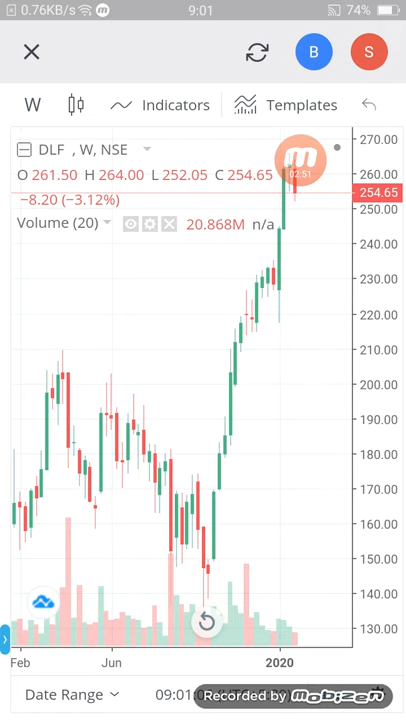 0.76KB/s 9:01 74%
B S
W Indicators Templates
DLF , W, NSE
O 261.50 H 264.00 L 252.05 C 254.65
−8.20 (−3.12%)
Volume (20) 20.868M n/a
02:51
270.00
260.00
254.65
250.00
240.00
230.00
220.00
210.00
200.00
190.00
180.00
170.00
160.00
150.00
140.00
130.00
Feb Jun 2020
Date Range 09:01:0
Recorded by mobizen